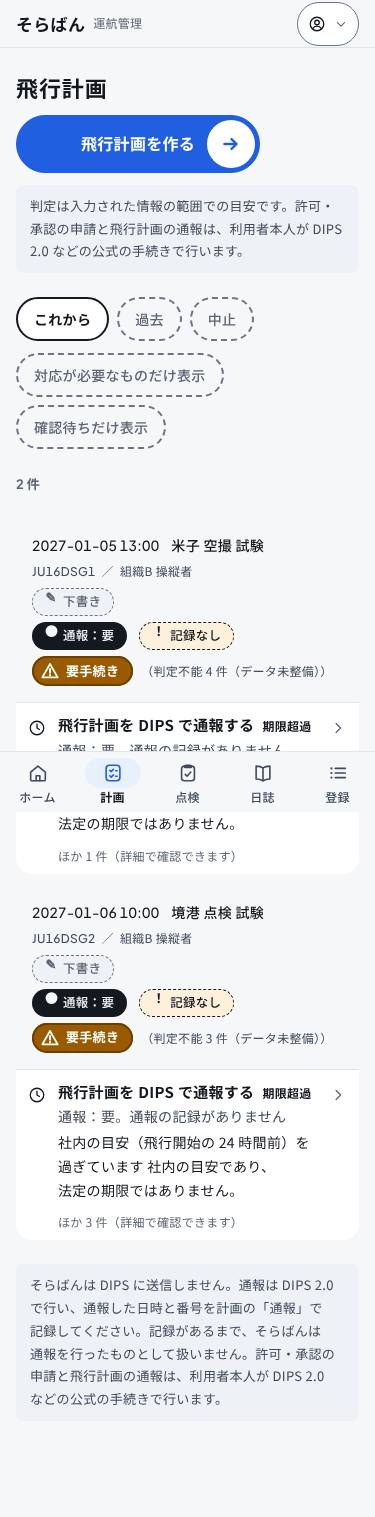 そらばん 運航管理
飛行計画
飛行計画を作る
判定は入力された情報の範囲での目安です。許可・
承認の申請と飛行計画の通報は、利用者本人が DIPS
2.0 などの公式の手続きで行います。
これから 過去 中止
対応が必要なものだけ表示
確認待ちだけ表示
2 件
2027-01-05 13:00 米子 空撮 試験
JU16DSG1 ／ 組織B 操縦者
下書き
通報：要 ! 記録なし
要手続き （判定不能 4 件（データ未整備））
飛行計画を DIPS で通報する 期限超過
通報：要。通報の記録がありません
ホーム 計画 点検 日誌 登録
法定の期限ではありません。
ほか 1 件（詳細で確認できます）
2027-01-06 10:00 境港 点検 試験
JU16DSG2 ／ 組織B 操縦者
下書き
通報：要 ! 記録なし
要手続き （判定不能 3 件（データ未整備））
飛行計画を DIPS で通報する 期限超過
通報：要。通報の記録がありません
社内の目安（飛行開始の 24 時間前）を
過ぎています 社内の目安であり、
法定の期限ではありません。
ほか 3 件（詳細で確認できます）
そらばんは DIPS に送信しません。通報は DIPS 2.0
で行い、通報した日時と番号を計画の「通報」で
記録してください。記録があるまで、そらばんは
通報を行ったものとして扱いません。許可・承認の
申請と飛行計画の通報は、利用者本人が DIPS 2.0
などの公式の手続きで行います。